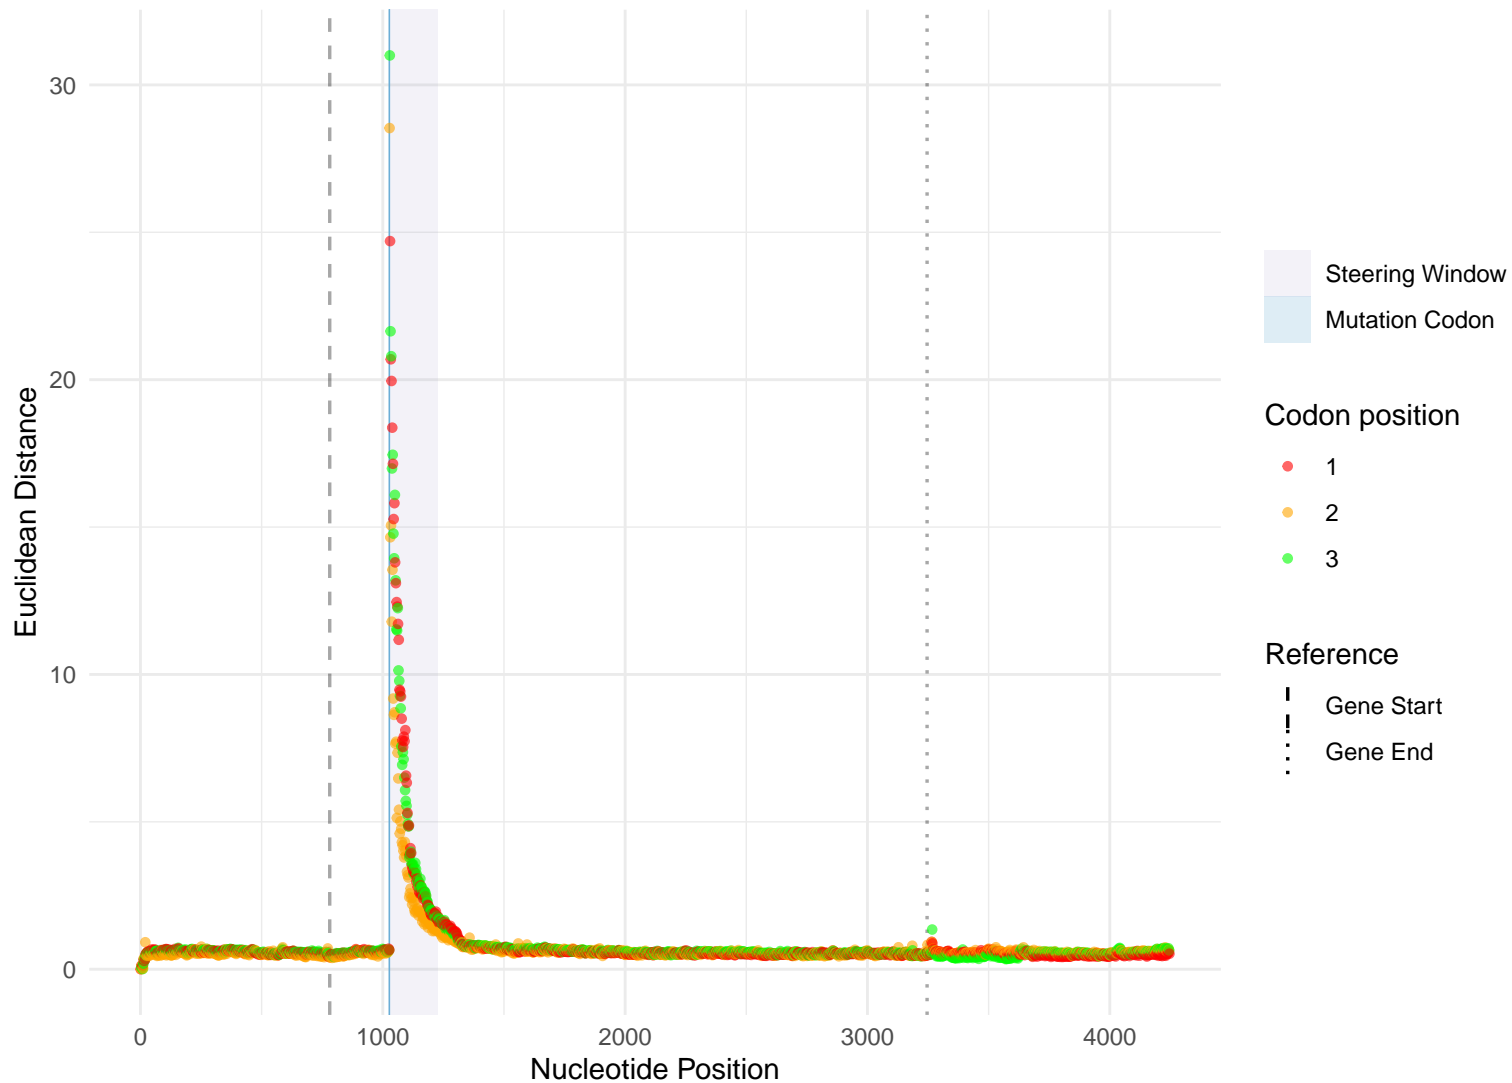 30
20
10
0
Euclidean Distance
0
1000
2000
3000
4000
Nucleotide Position
Steering Window
Mutation Codon
Codon position
1
2
3
Reference
Gene Start
Gene End